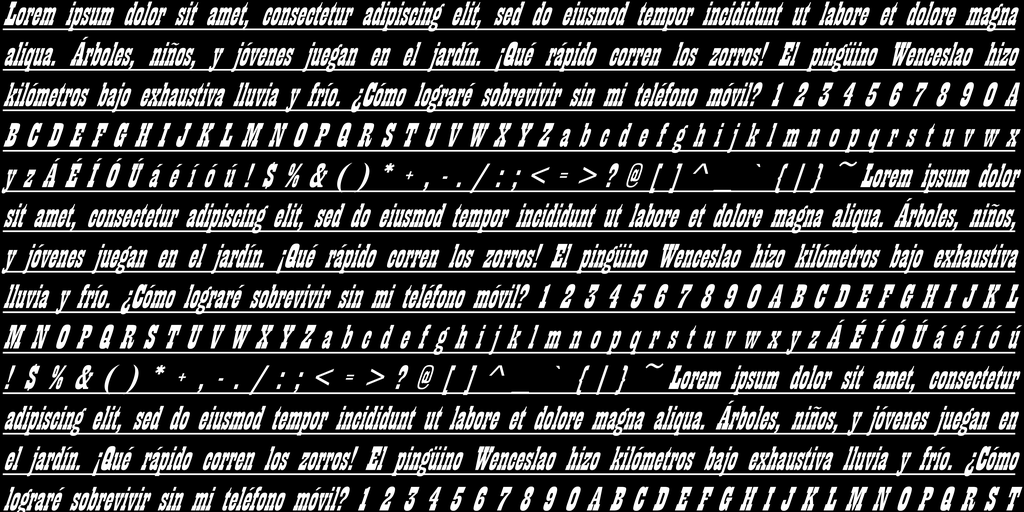 Lorem ipsum dolor sit amet, consectetur adipiscing elit, sed do eiusmod tempor incididunt ut labore et dolore magna
aliqua. Árboles, niños, y jóvenes juegan en el jardín. ¡Qué rápido corren los zorros! El pingüino Wenceslao hizo
kilómetros bajo exhaustiva lluvia y frío. ¿Cómo lograré sobrevivir sin mi teléfono móvil? 1 2 3 4 5 6 7 8 9 0 A
B C D E F G H I J K L M N O P Q R S T U V W X Y Z a b c d e f g h i j k l m n o p q r s t u v w x
y z Á É Í Ó Ú á é í ó ú ! $ % & ( ) * + , - . / : ; < = > ? @ [ ] ^ _ ` { | } ~ Lorem ipsum dolor
sit amet, consectetur adipiscing elit, sed do eiusmod tempor incididunt ut labore et dolore magna aliqua. Árboles, niños,
y jóvenes juegan en el jardín. ¡Qué rápido corren los zorros! El pingüino Wenceslao hizo kilómetros bajo exhaustiva
lluvia y frío. ¿Cómo lograré sobrevivir sin mi teléfono móvil? 1 2 3 4 5 6 7 8 9 0 A B C D E F G H I J K L
M N O P Q R S T U V W X Y Z a b c d e f g h i j k l m n o p q r s t u v w x y z Á É Í Ó Ú á é í ó ú
! $ % & ( ) * + , - . / : ; < = > ? @ [ ] ^ _ ` { | } ~ Lorem ipsum dolor sit amet, consectetur
adipiscing elit, sed do eiusmod tempor incididunt ut labore et dolore magna aliqua. Árboles, niños, y jóvenes juegan en
el jardín. ¡Qué rápido corren los zorros! El pingüino Wenceslao hizo kilómetros bajo exhaustiva lluvia y frío. ¿Cómo
lograré sobrevivir sin mi teléfono móvil? 1 2 3 4 5 6 7 8 9 0 A B C D E F G H I J K L M N O P Q R S T